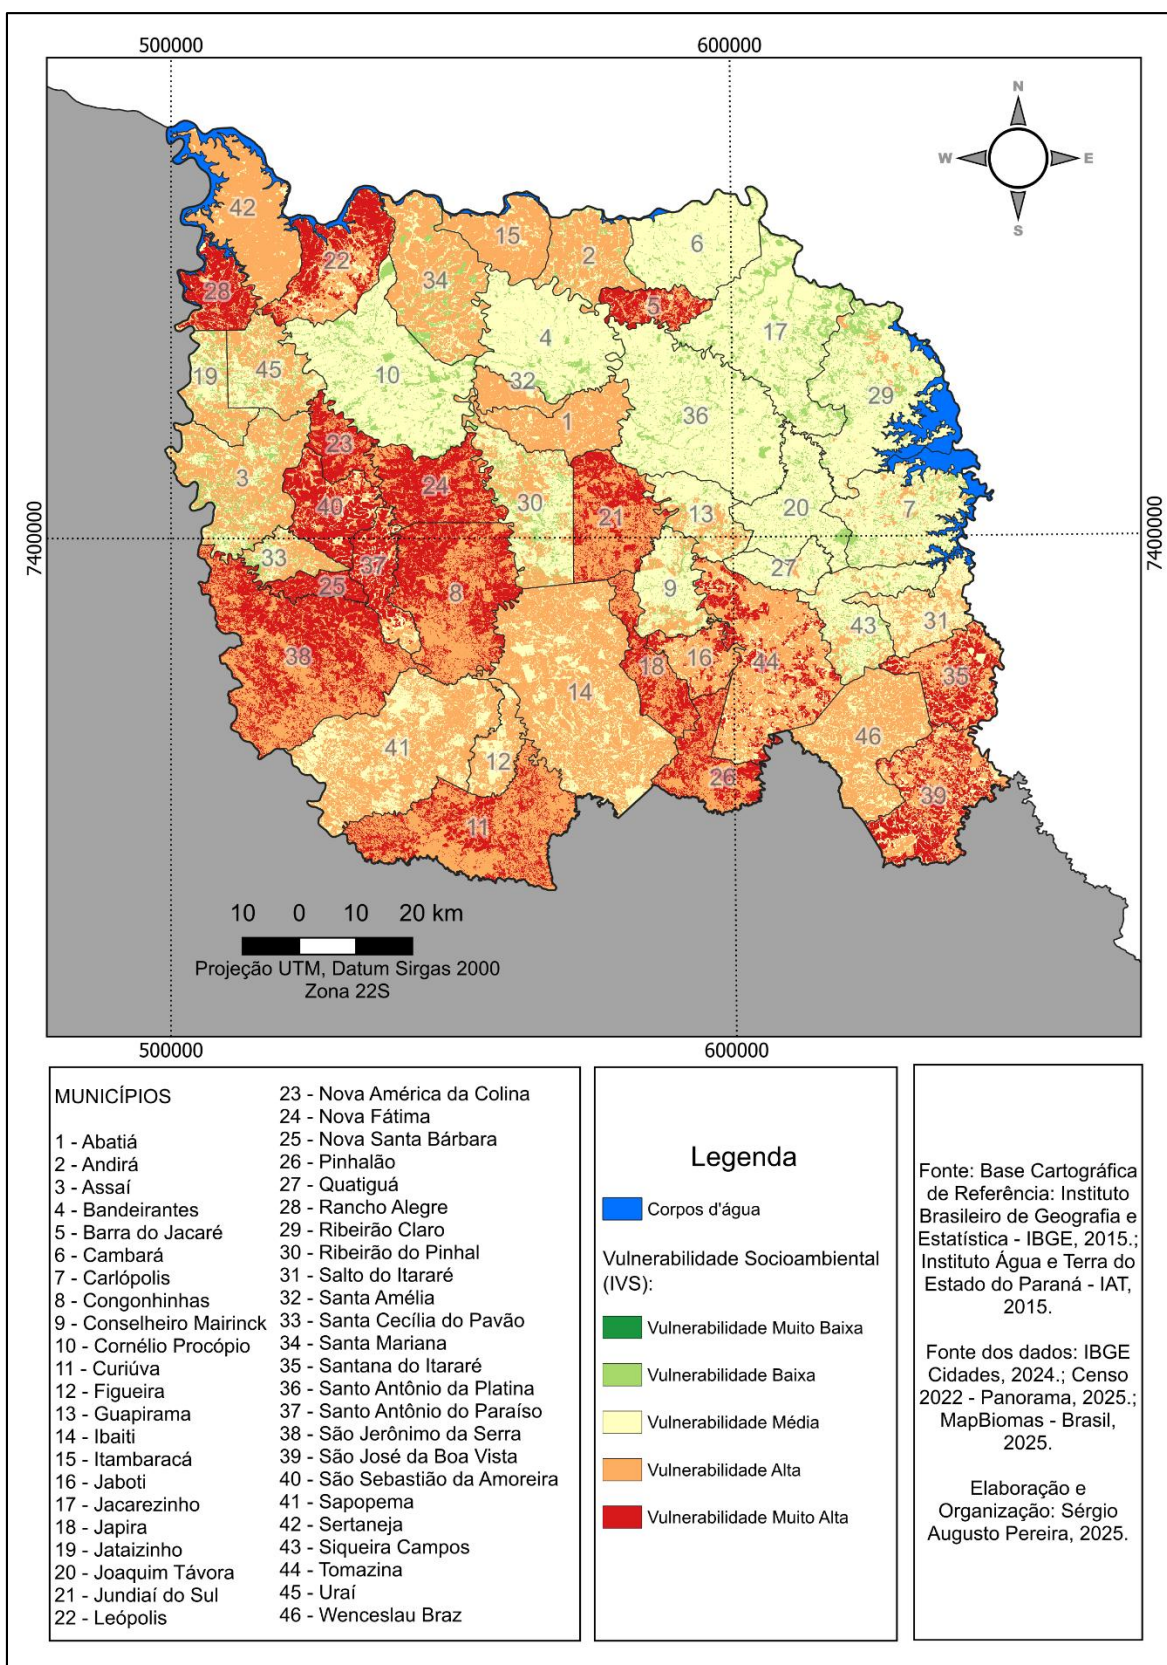 500000
600000
N
W
E
S
42
22
15
2
6
34
28
5
17
4
19
45
10
32
29
1
36
23
3
24
40
30
21
13
20
7
33
37
27
25
8
9
31
43
38
18
16
44
35
14
41
12
46
26
39
11
7400000
7400000
10 0 10 20 km
Projeção UTM, Datum Sirgas 2000
Zona 22S
500000
600000
MUNICÍPIOS
1 - Abatiá
2 - Andirá
3 - Assaí
4 - Bandeirantes
5 - Barra do Jacaré
6 - Cambará
7 - Carlópolis
8 - Congonhinhas
9 - Conselheiro Mairinck
10 - Cornélio Procópio
11 - Curiúva
12 - Figueira
13 - Guapirama
14 - Ibaiti
15 - Itambaracá
16 - Jaboti
17 - Jacarezinho
18 - Japira
19 - Jataizinho
20 - Joaquim Távora
21 - Jundiaí do Sul
22 - Leópolis
23 - Nova América da Colina
24 - Nova Fátima
25 - Nova Santa Bárbara
26 - Pinhalão
27 - Quatiguá
28 - Rancho Alegre
29 - Ribeirão Claro
30 - Ribeirão do Pinhal
31 - Salto do Itararé
32 - Santa Amélia
33 - Santa Cecília do Pavão
34 - Santa Mariana
35 - Santana do Itararé
36 - Santo Antônio da Platina
37 - Santo Antônio do Paraíso
38 - São Jerônimo da Serra
39 - São José da Boa Vista
40 - São Sebastião da Amoreira
41 - Sapopema
42 - Sertaneja
43 - Siqueira Campos
44 - Tomazina
45 - Uraí
46 - Wenceslau Braz
Legenda
Corpos d'água
Vulnerabilidade Socioambiental
(IVS):
Vulnerabilidade Muito Baixa
Vulnerabilidade Baixa
Vulnerabilidade Média
Vulnerabilidade Alta
Vulnerabilidade Muito Alta
Fonte: Base Cartográfica
de Referência: Instituto
Brasileiro de Geografia e
Estatística - IBGE, 2015.;
Instituto Água e Terra do
Estado do Paraná - IAT,
2015.
Fonte dos dados: IBGE
Cidades, 2024.; Censo
2022 - Panorama, 2025.;
MapBiomas - Brasil,
2025.
Elaboração e
Organização: Sérgio
Augusto Pereira, 2025.